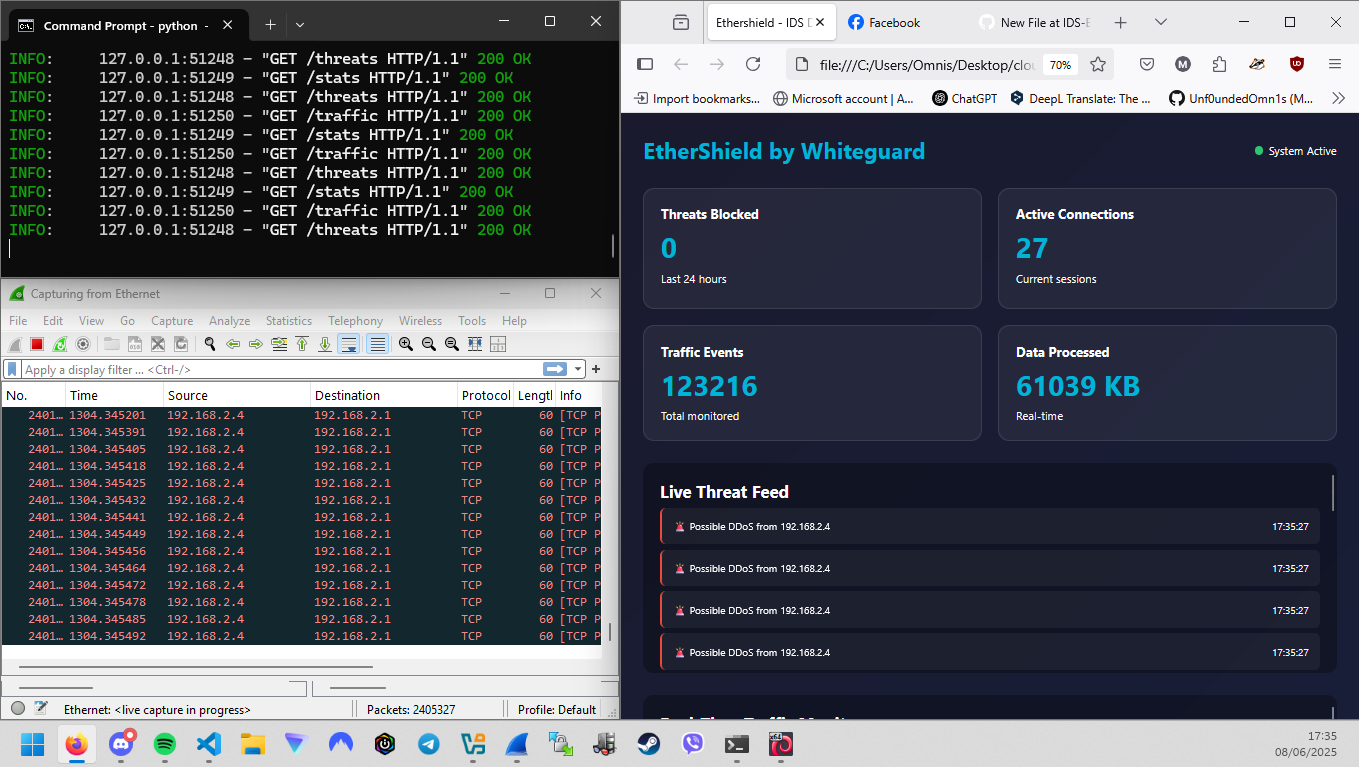 Command Prompt - python -
INFO: 127.0.0.1:51248 - "GET /threats HTTP/1.1" 200 OK
INFO: 127.0.0.1:51249 - "GET /stats HTTP/1.1" 200 OK
INFO: 127.0.0.1:51248 - "GET /threats HTTP/1.1" 200 OK
INFO: 127.0.0.1:51250 - "GET /traffic HTTP/1.1" 200 OK
INFO: 127.0.0.1:51249 - "GET /stats HTTP/1.1" 200 OK
INFO: 127.0.0.1:51250 - "GET /traffic HTTP/1.1" 200 OK
INFO: 127.0.0.1:51248 - "GET /threats HTTP/1.1" 200 OK
INFO: 127.0.0.1:51249 - "GET /stats HTTP/1.1" 200 OK
INFO: 127.0.0.1:51250 - "GET /traffic HTTP/1.1" 200 OK
INFO: 127.0.0.1:51248 - "GET /threats HTTP/1.1" 200 OK
Capturing from Ethernet
File Edit View Go Capture Analyze Statistics Telephony Wireless Tools Help
Apply a display filter ... <Ctrl-/>
No. Time Source Destination Protocol Lengtl Info
2401... 1304.345201 192.168.2.4 192.168.2.1 TCP 60 [TCP P
2401... 1304.345391 192.168.2.4 192.168.2.1 TCP 60 [TCP P
2401... 1304.345405 192.168.2.4 192.168.2.1 TCP 60 [TCP P
2401... 1304.345418 192.168.2.4 192.168.2.1 TCP 60 [TCP P
2401... 1304.345425 192.168.2.4 192.168.2.1 TCP 60 [TCP P
2401... 1304.345432 192.168.2.4 192.168.2.1 TCP 60 [TCP P
2401... 1304.345441 192.168.2.4 192.168.2.1 TCP 60 [TCP P
2401... 1304.345449 192.168.2.4 192.168.2.1 TCP 60 [TCP P
2401... 1304.345456 192.168.2.4 192.168.2.1 TCP 60 [TCP P
2401... 1304.345464 192.168.2.4 192.168.2.1 TCP 60 [TCP P
2401... 1304.345472 192.168.2.4 192.168.2.1 TCP 60 [TCP P
2401... 1304.345478 192.168.2.4 192.168.2.1 TCP 60 [TCP P
2401... 1304.345485 192.168.2.4 192.168.2.1 TCP 60 [TCP P
2401... 1304.345492 192.168.2.4 192.168.2.1 TCP 60 [TCP P
Ethernet: <live capture in progress> Packets: 2405327 Profile: Default
Ethershield - IDS D Facebook New File at IDS-E
file:///C:/Users/Omnis/Desktop/clou 70%
Import bookmarks... Microsoft account | A... ChatGPT DeepL Translate: The ... Unf0undedOmn1s (M...
EtherShield by Whiteguard
System Active
Threats Blocked
0
Last 24 hours
Active Connections
27
Current sessions
Traffic Events
123216
Total monitored
Data Processed
61039 KB
Real-time
Live Threat Feed
Possible DDoS from 192.168.2.4 17:35:27
Possible DDoS from 192.168.2.4 17:35:27
Possible DDoS from 192.168.2.4 17:35:27
Possible DDoS from 192.168.2.4 17:35:27
17:35
08/06/2025